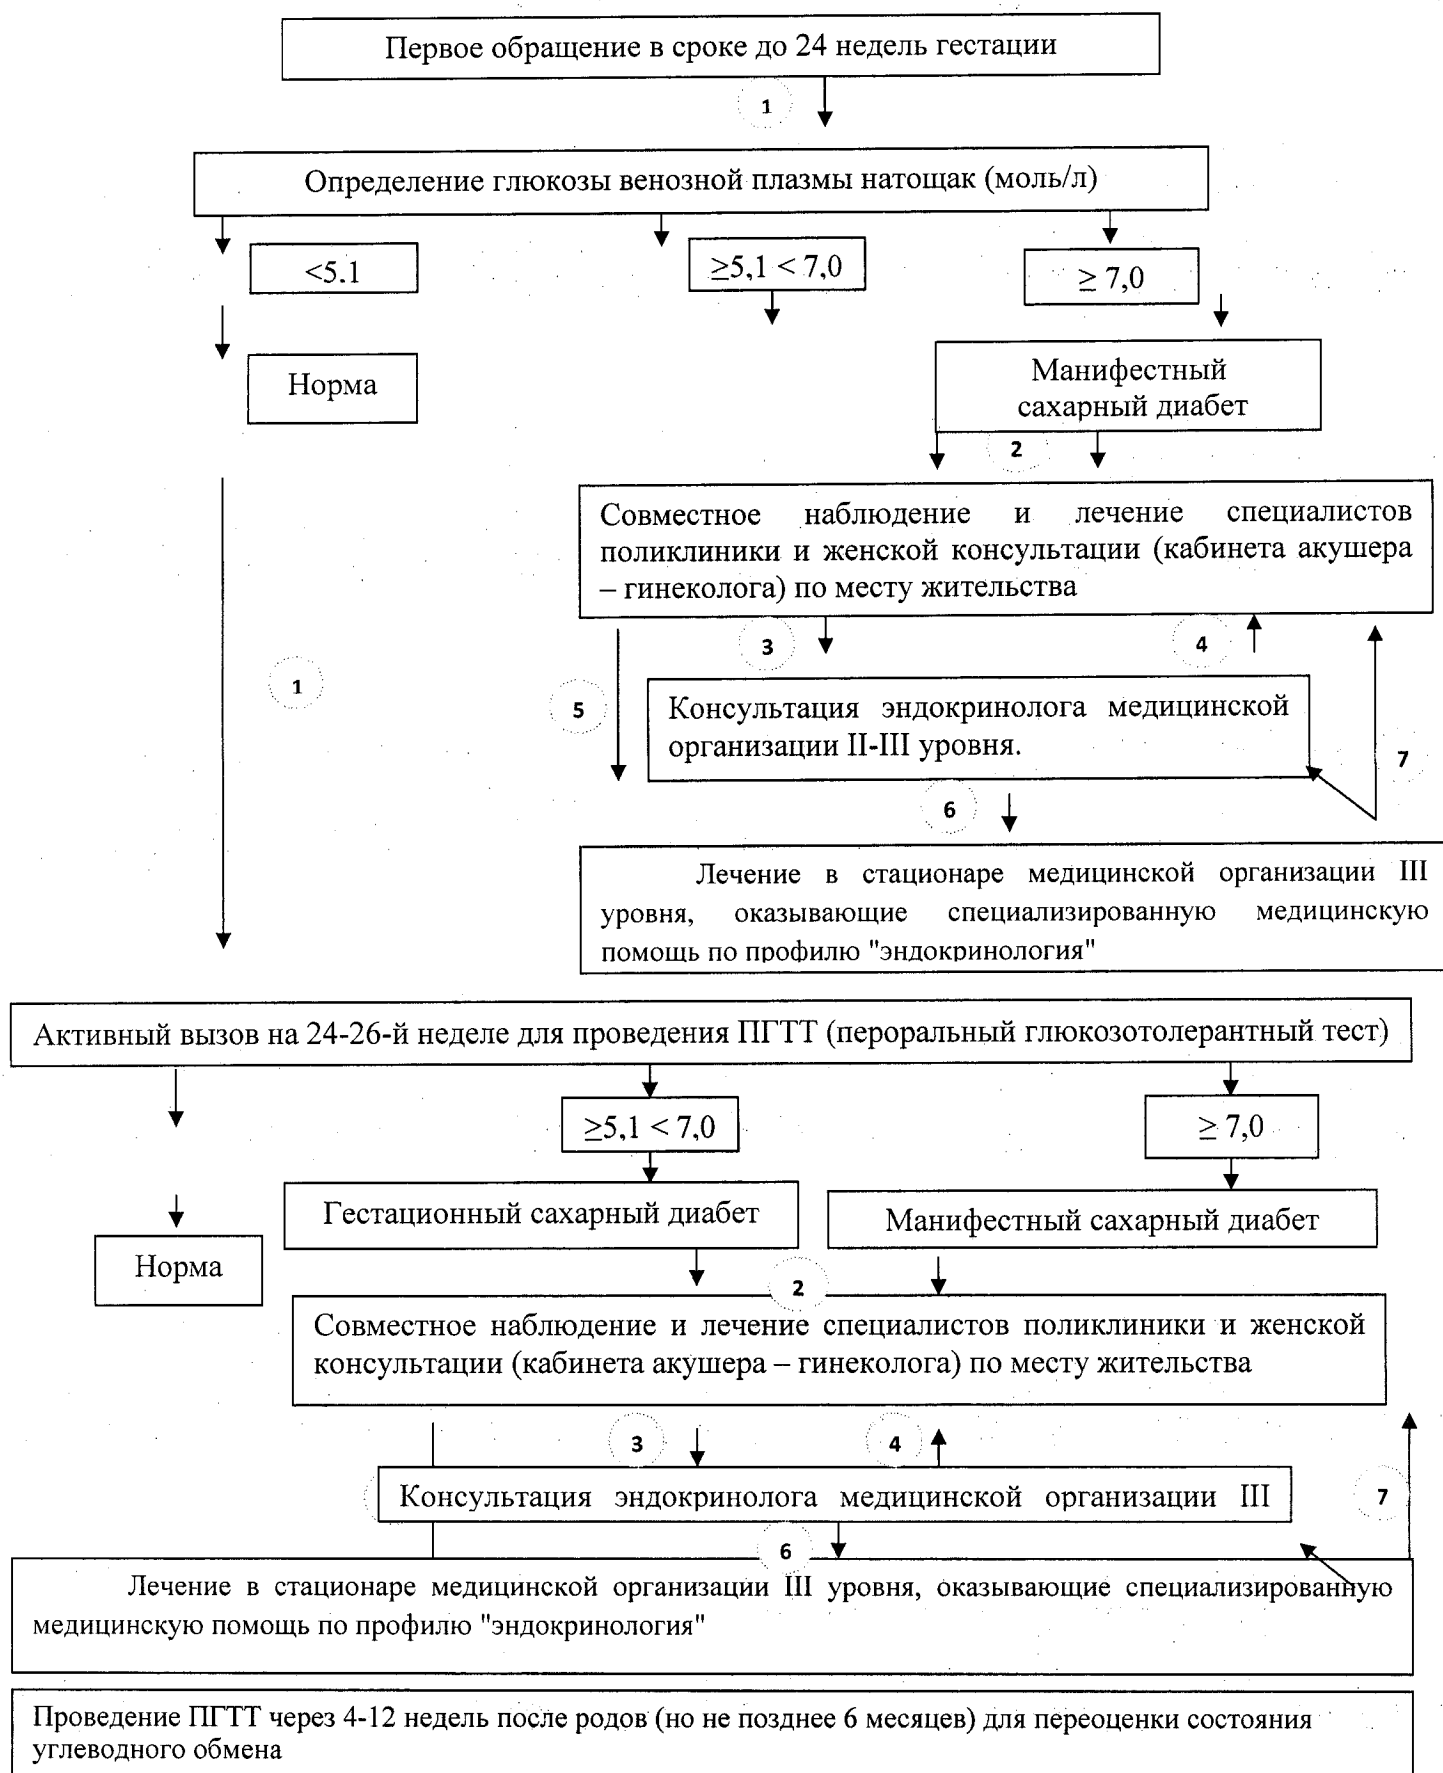 Первое обращение в сроке до 24 недель гестации
1
Определение глюкозы венозной плазмы натощак (моль/л)
<5.1
≥5,1 < 7,0
≥ 7,0
Норма
Манифестный
сахарный диабет
2
Совместное наблюдение и лечение специалистов
поликлиники и женской консультации (кабинета акушера
– гинеколога) по месту жительства
3
4
1
5
Консультация эндокринолога медицинской
организации II-III уровня.
7
6
Лечение в стационаре медицинской организации III
уровня, оказывающие специализированную медицинскую
помощь по профилю "эндокринология"
Активный вызов на 24-26-й неделе для проведения ПГТТ (пероральный глюкозотолерантный тест)
≥5,1 < 7,0
≥ 7,0
Гестационный сахарный диабет
Манифестный сахарный диабет
Норма
2
Совместное наблюдение и лечение специалистов поликлиники и женской
консультации (кабинета акушера – гинеколога) по месту жительства
3
4
Консультация эндокринолога медицинской организации III
7
6
Лечение в стационаре медицинской организации III уровня, оказывающие специализированную
медицинскую помощь по профилю "эндокринология"
Проведение ПГТТ через 4-12 недель после родов (но не позднее 6 месяцев) для переоценки состояния
углеводного обмена